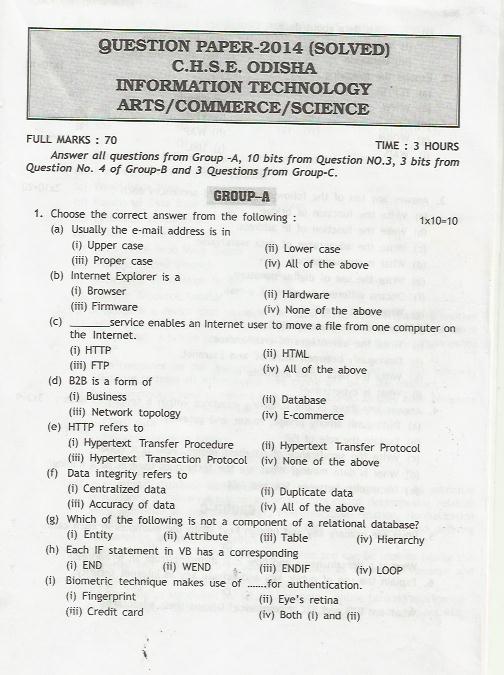 QUESTION PAPER-2014 (SOLVED)
C.H.S.E. ODISHA
INFORMATION TECHNOLOGY
ARTS/COMMERCE/SCIENCE
FULL MARKS : 70
TIME : 3 HOURS
Answer all questions from Group -A, 10 bits from Question NO.3, 3 bits from
Question No. 4 of Group-B and 3 Questions from Group-C.
GROUP-A
1. Choose the correct answer from the following : 1x10=10
(a) Usually the e-mail address is in
(i) Upper case (ii) Lower case
(iii) Proper case (iv) All of the above
(b) Internet Explorer is a
(i) Browser (ii) Hardware
(iii) Firmware (iv) None of the above
(c) _______service enables an Internet user to move a file from one computer on
the Internet.
(i) HTTP (ii) HTML
(iii) FTP (iv) All of the above
(d) B2B is a form of
(i) Business (ii) Database
(iii) Network topology (iv) E-commerce
(e) HTTP refers to
(i) Hypertext Transfer Procedure (ii) Hypertext Transfer Protocol
(iii) Hypertext Transaction Protocol (iv) None of the above
(f) Data integrity refers to
(i) Centralized data (ii) Duplicate data
(iii) Accuracy of data (iv) All of the above
(g) Which of the following is not a component of a relational database?
(i) Entity (ii) Attribute (iii) Table (iv) Hierarchy
(h) Each IF statement in VB has a corresponding
(i) END (ii) WEND (iii) ENDIF (iv) LOOP
(i) Biometric technique makes use of .......for authentication.
(i) Fingerprint (ii) Eye's retina
(iii) Credit card (iv) Both (i) and (ii)